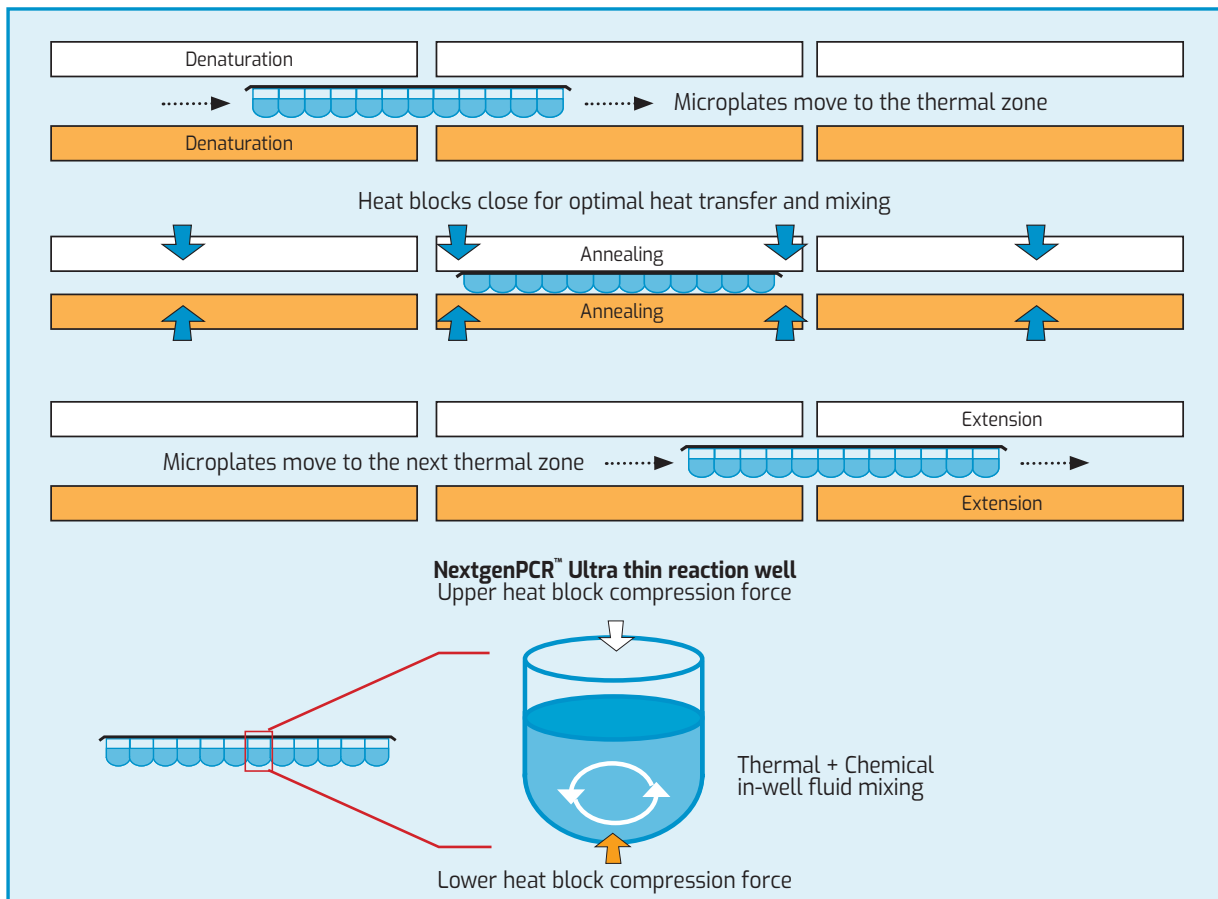 Denaturation
Microplates move to the thermal zone
Denaturation
Heat blocks close for optimal heat transfer and mixing
Annealing
Annealing
Extension
Microplates move to the next thermal zone
Extension
NextgenPCR™ Ultra thin reaction well
Upper heat block compression force
Thermal + Chemical
in-well fluid mixing
Lower heat block compression force